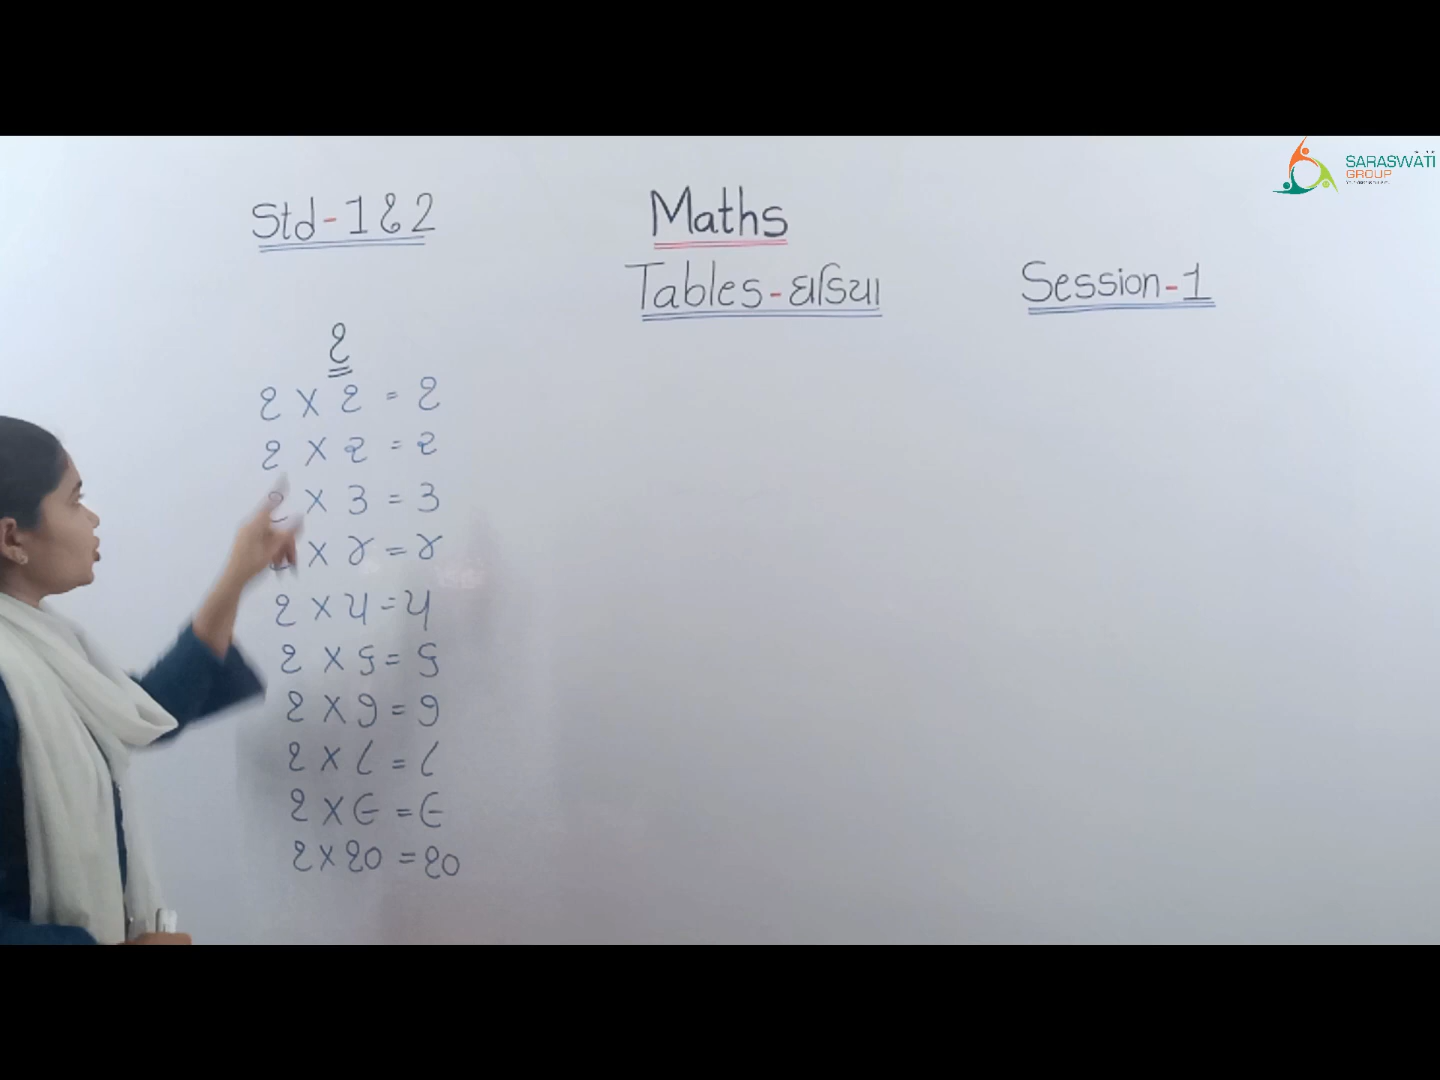 SARASWATI
GROUP
Std-1&2
Maths
Tables-ઘડિયા
Session-1
૧
૧ × ૧ = ૧
૧ × ૨ = ૨
૧ × ૩ = ૩
× ૪ = ૪
૧ × ૫ = ૫
૧ × ૬ = ૬
૧ × ૭ = ૭
૧ × ૮ = ૮
૧ × ૯ = ૯
૧ × ૧૦ = ૧૦